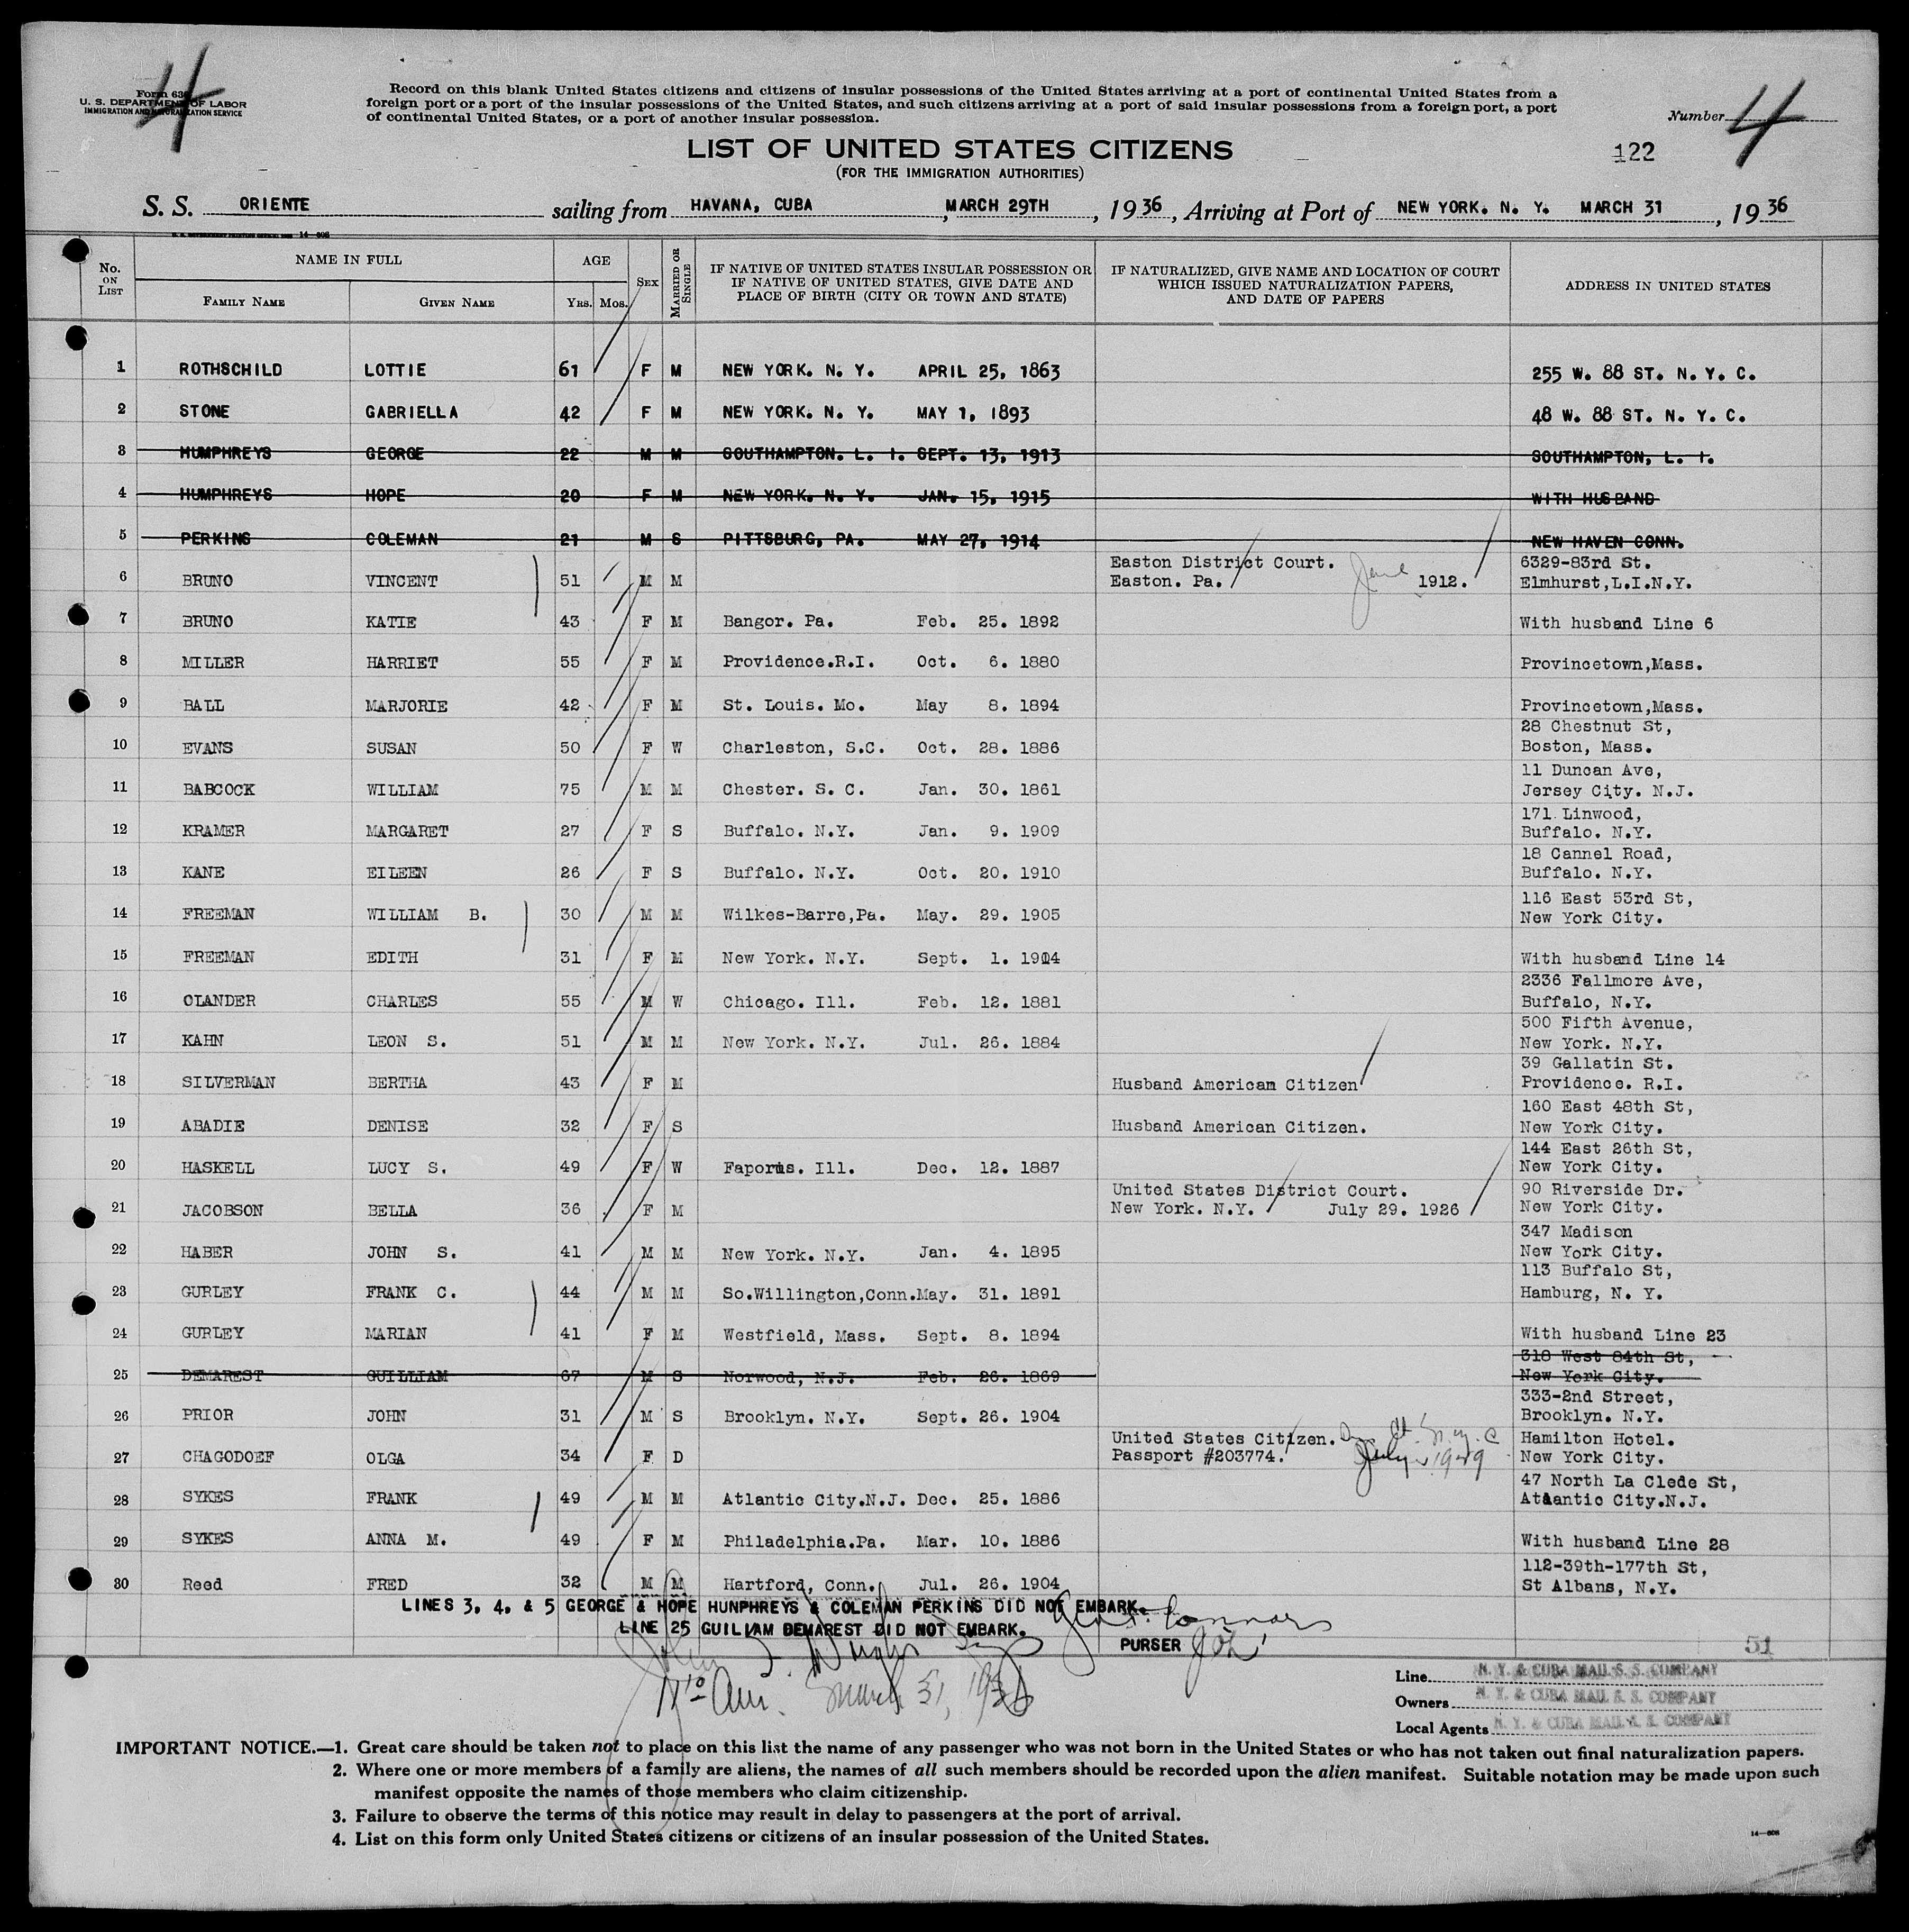 4
Form 63
U. S. DEPARTMENT OF LABOR
IMMIGRATION AND NATURALIZATION SERVICE
Record on this blank United States citizens and citizens of insular possessions of the United States arriving at a port of continental United States from a
foreign port or a port of the insular possessions of the United States, and such citizens arriving at a port of said insular possessions from a foreign port, a port
of continental United States, or a port of another insular possession.
Number 4
LIST OF UNITED STATES CITIZENS
122
(FOR THE IMMIGRATION AUTHORITIES)
S. S. ORIENTE sailing from HAVANA, CUBA, MARCH 29TH, 1936, Arriving at Port of NEW YORK. N. Y. MARCH 31, 1936
No. ON LIST NAME IN FULL AGE SEX MARRIED OR SINGLE IF NATIVE OF UNITED STATES INSULAR POSSESSION OR IF NATIVE OF UNITED STATES, GIVE DATE AND PLACE OF BIRTH (CITY OR TOWN AND STATE) IF NATURALIZED, GIVE NAME AND LOCATION OF COURT WHICH ISSUED NATURALIZATION PAPERS, AND DATE OF PAPERS ADDRESS IN UNITED STATES
FAMILY NAME GIVEN NAME YRS. MOS.
1 ROTHSCHILD LOTTIE 61 F M NEW YORK. N. Y. APRIL 25, 1863 255 W. 88 ST. N. Y. C.
2 STONE GABRIELLA 42 F M NEW YORK. N. Y. MAY 1, 1893 48 W. 88 ST. N. Y. C.
3 HUMPHREYS GEORGE 22 M M SOUTHAMPTON. L. I. SEPT. 13, 1913 SOUTHAMPTON, L. I.
4 HUMPHREYS HOPE 20 F M NEW YORK. N. Y. JAN. 15, 1915 WITH HUSBAND
5 PERKINS COLEMAN 21 M S PITTSBURG, PA. MAY 27, 1914 NEW HAVEN CONN.
Easton District Court. 6329-83rd St.
6 BRUNO VINCENT 51 M M Easton. Pa. June 1912. Elmhurst,L.I.N.Y.
7 BRUNO KATIE 43 F M Bangor. Pa. Feb. 25. 1892 With husband Line 6
8 MILLER HARRIET 55 F M Providence.R.I. Oct. 6. 1880 Provincetown,Mass.
9 BALL MARJORIE 42 F M St. Louis. Mo. May 8. 1894 Provincetown,Mass.
28 Chestnut St,
10 EVANS SUSAN 50 F W Charleston, S.C. Oct. 28. 1886 Boston, Mass.
11 Duncan Ave,
11 BABCOCK WILLIAM 75 M M Chester. S. C. Jan. 30. 1861 Jersey City. N.J.
171 Linwood,
12 KRAMER MARGARET 27 F S Buffalo. N.Y. Jan. 9. 1909 Buffalo. N.Y.
18 Cannel Road,
13 KANE EILEEN 26 F S Buffalo. N.Y. Oct. 20. 1910 Buffalo. N.Y.
116 East 53rd St,
14 FREEMAN WILLIAM B. 30 M M Wilkes-Barre,Pa. May. 29. 1905 New York City.
15 FREEMAN EDITH 31 F M New York. N.Y. Sept. 1. 1904 With husband Line 14
2336 Fallmore Ave,
16 OLANDER CHARLES 55 M W Chicago. Ill. Feb. 12. 1881 Buffalo, N.Y.
500 Fifth Avenue,
17 KAHN LEON S. 51 M M New York. N.Y. Jul. 26. 1884 New York. N.Y.
39 Gallatin St.
18 SILVERMAN BERTHA 43 F M Husband American Citizen Providence. R.I.
160 East 48th St,
19 ABADIE DENISE 32 F S Husband American Citizen. New York City.
144 East 26th St,
20 HASKELL LUCY S. 49 F W Faporis. Ill. Dec. 12. 1887 New York City.
United States District Court. 90 Riverside Dr.
21 JACOBSON BELLA 36 F M New York. N.Y. July 29. 1926 New York City.
347 Madison
22 HABER JOHN S. 41 M M New York. N.Y. Jan. 4. 1895 New York City.
113 Buffalo St,
23 GURLEY FRANK C. 44 M M So.Willington,Conn.May. 31. 1891 Hamburg, N. Y.
24 GURLEY MARIAN 41 F M Westfield, Mass. Sept. 8. 1894 With husband Line 23
318 West 84th St,
25 DEMAREST GUILLIAM 67 M S Norwood, N.J. Feb. 26. 1869 New York City.
333-2nd Street,
26 PRIOR JOHN 31 M S Brooklyn. N.Y. Sept. 26. 1904 Brooklyn. N.Y.
United States Citizen. Hamilton Hotel.
27 CHAGODOEF OLGA 34 F D Passport #203774. July 1929 New York City.
47 North La Clede St,
28 SYKES FRANK 49 M M Atlantic City.N.J. Dec. 25. 1886 Atlantic City.N.J.
29 SYKES ANNA M. 49 F M Philadelphia.Pa. Mar. 10. 1886 With husband Line 28
112-39th-177th St,
30 Reed FRED 32 M M Hartford, Conn. Jul. 26. 1904 St Albans, N.Y.
LINES 3, 4, & 5 GEORGE & HOPE HUNPHREYS & COLEMAN PERKINS DID NOT EMBARK.
LINE 25 GUILIAM DEMAREST DID NOT EMBARK.
PURSER
51
March 31, 1936
Line N. Y. & CUBA MAIL S. S. COMPANY
Owners N. Y. & CUBA MAIL S. S. COMPANY
Local Agents N. Y. & CUBA MAIL S. S. COMPANY
IMPORTANT NOTICE.—1. Great care should be taken not to place on this list the name of any passenger who was not born in the United States or who has not taken out final naturalization papers.
2. Where one or more members of a family are aliens, the names of all such members should be recorded upon the alien manifest. Suitable notation may be made upon such
manifest opposite the names of those members who claim citizenship.
3. Failure to observe the terms of this notice may result in delay to passengers at the port of arrival.
4. List on this form only United States citizens or citizens of an insular possession of the United States.